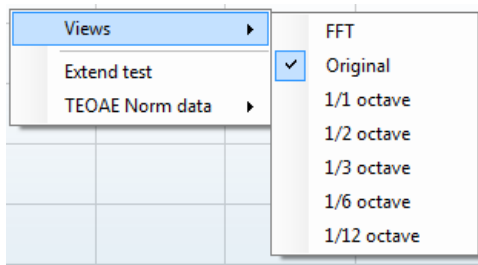 Views
Extend test
TEOAE Norm data
FFT
Original
1/1 octave
1/2 octave
1/3 octave
1/6 octave
1/12 octave